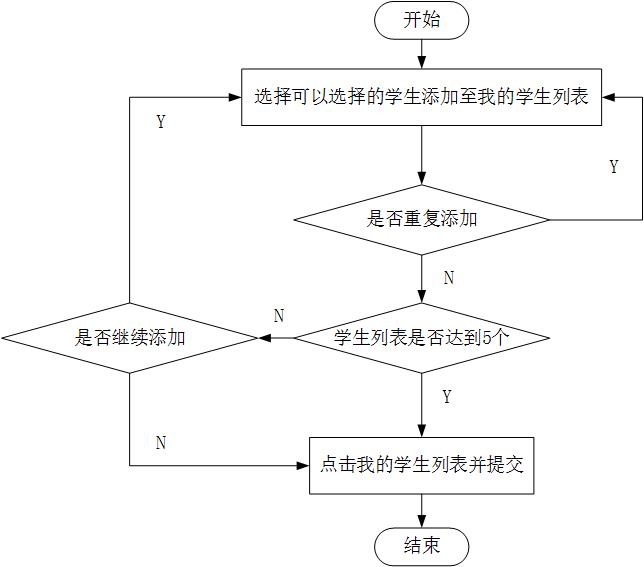 开始
选择可以选择的学生添加至我的学生列表
Y
Y
是否重复添加
N
N
是否继续添加
学生列表是否达到5个
Y
N
点击我的学生列表并提交
结束